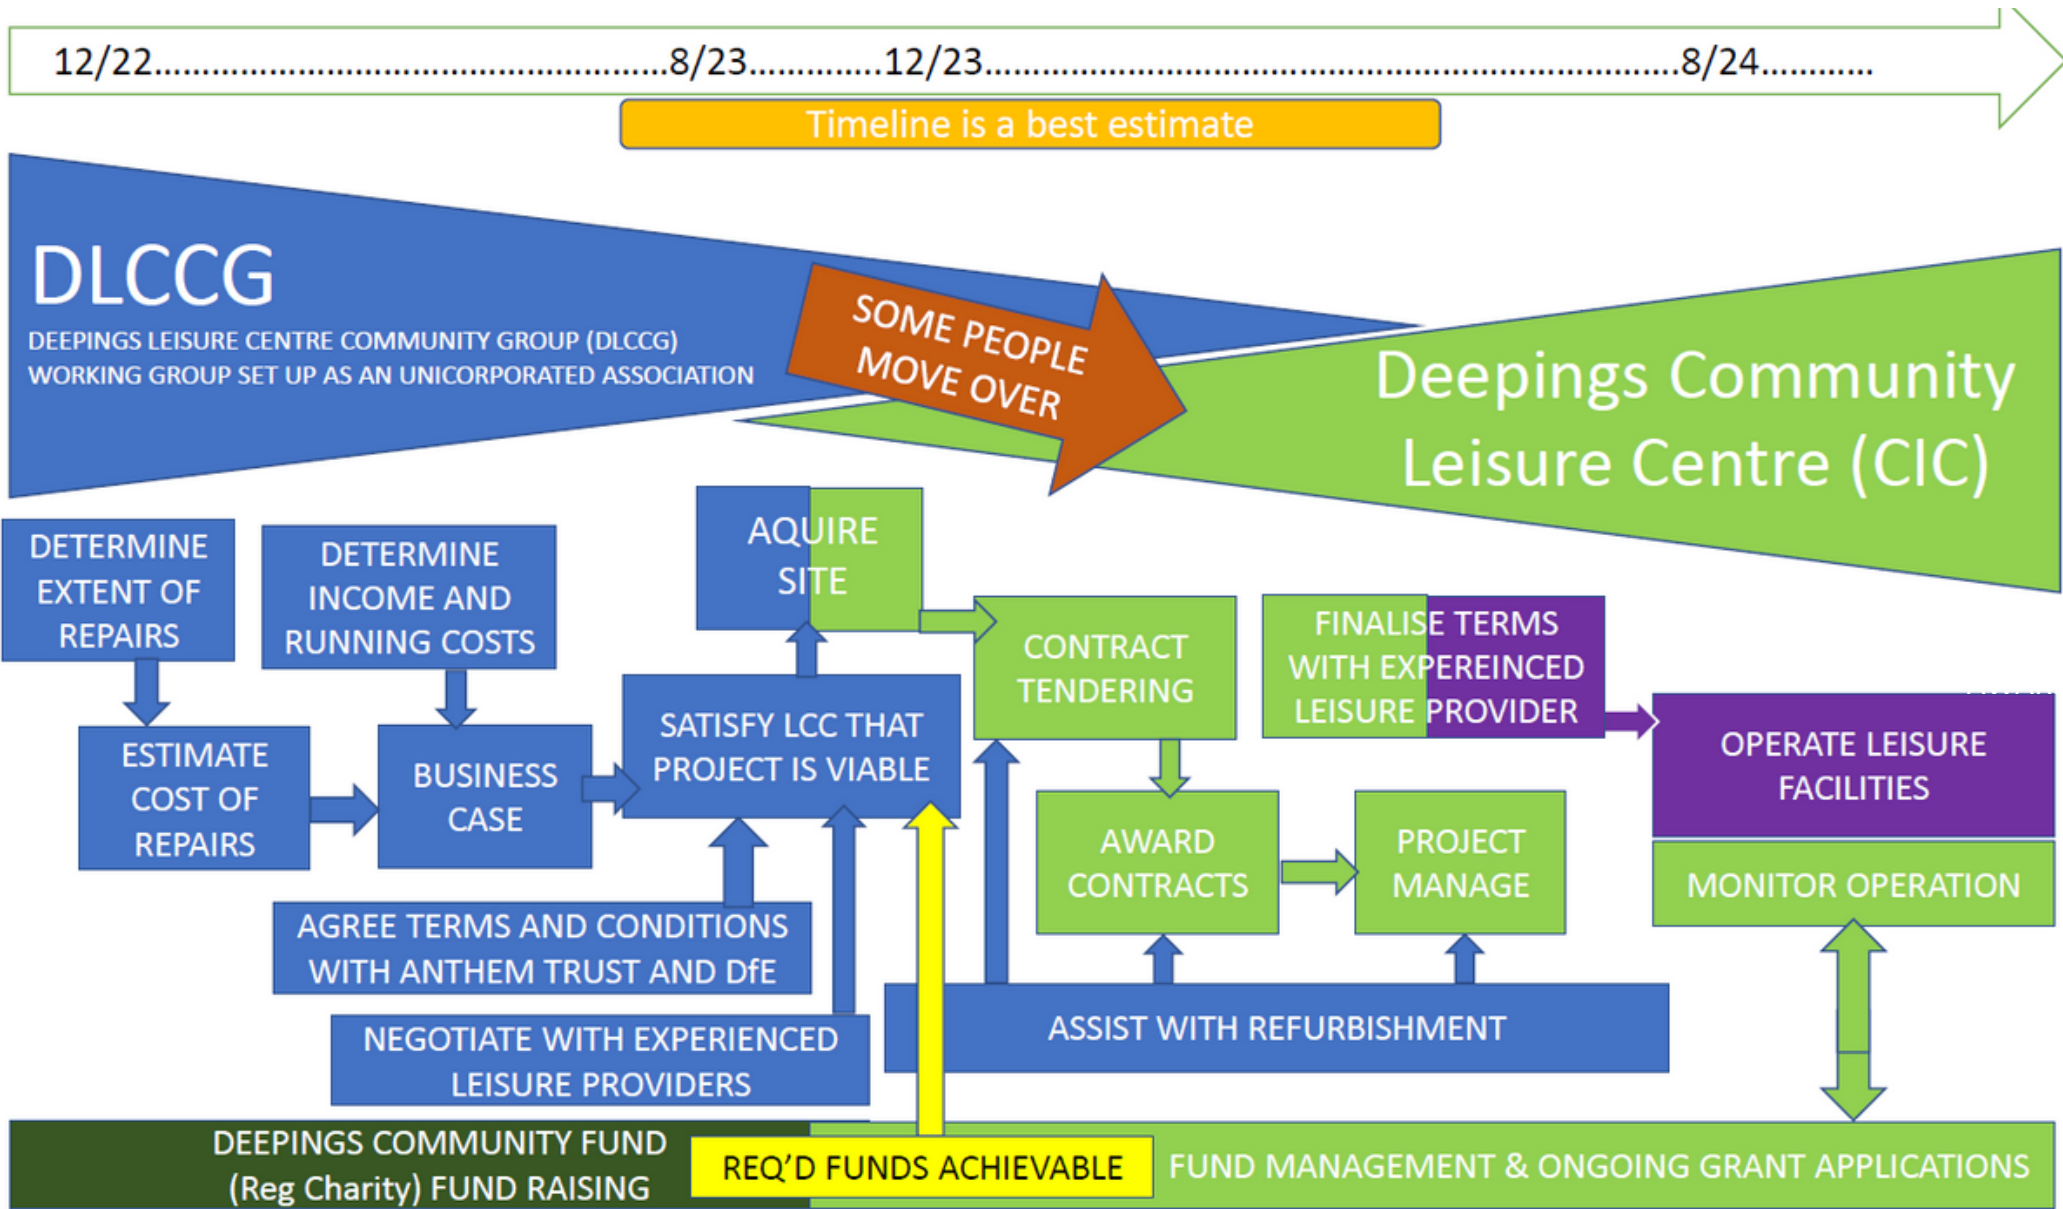 12/22.......................................................8/23..............12/23..........................................................................8/24............
Timeline is a best estimate
DLCCG
DEEPINGS LEISURE CENTRE COMMUNITY GROUP (DLCCG)
WORKING GROUP SET UP AS AN UNICORPORATED ASSOCIATION
SOME PEOPLE
MOVE OVER
Deepings Community
Leisure Centre (CIC)
DETERMINE
EXTENT OF
REPAIRS
DETERMINE
INCOME AND
RUNNING COSTS
AQUIRE
SITE
CONTRACT
TENDERING
FINALISE TERMS
WITH EXPEREINCED
LEISURE PROVIDER
ESTIMATE
COST OF
REPAIRS
BUSINESS
CASE
SATISFY LCC THAT
PROJECT IS VIABLE
OPERATE LEISURE
FACILITIES
AWARD
CONTRACTS
PROJECT
MANAGE
MONITOR OPERATION
AGREE TERMS AND CONDITIONS
WITH ANTHEM TRUST AND DfE
NEGOTIATE WITH EXPERIENCED
LEISURE PROVIDERS
ASSIST WITH REFURBISHMENT
DEEPINGS COMMUNITY FUND
(Reg Charity) FUND RAISING
REQ'D FUNDS ACHIEVABLE
FUND MANAGEMENT & ONGOING GRANT APPLICATIONS